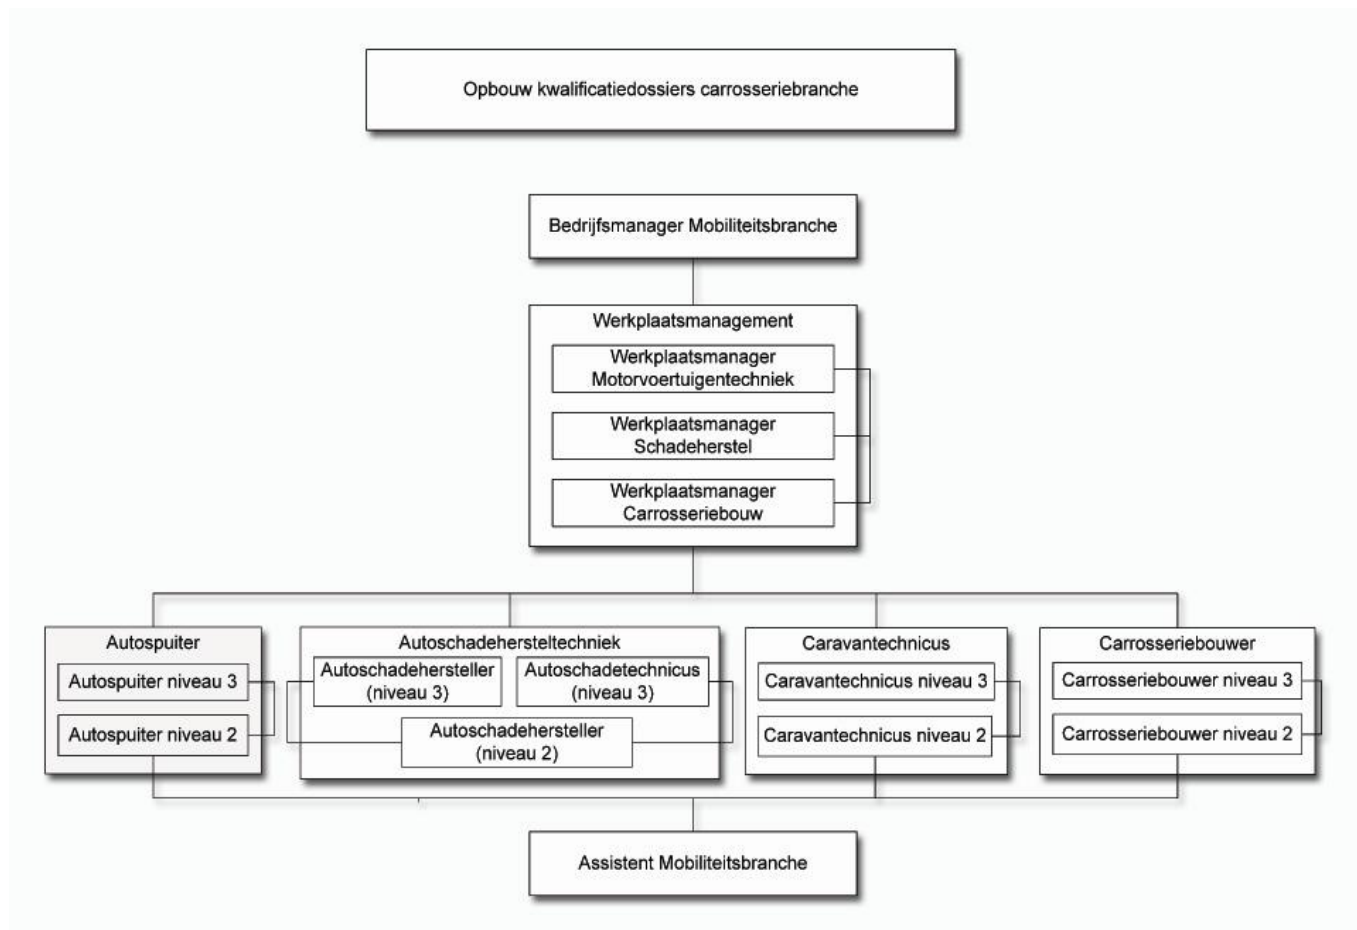 Opbouw kwalificatiedossiers carrosseriebranche
Bedrijfsmanager Mobiliteitsbranche
Werkplaatsmanagement
Werkplaatsmanager
Motorvoertuigentechniek
Werkplaatsmanager
Schadeherstel
Werkplaatsmanager
Carrosseriebouw
Autospuiter
Autospuiter niveau 3
Autospuiter niveau 2
Autoschadehersteltechniek
Autoschadehersteller
(niveau 3)
Autoschadetechnicus
(niveau 3)
Autoschadehersteller
(niveau 2)
Caravantechnicus
Caravantechnicus niveau 3
Caravantechnicus niveau 2
Carrosseriebouwer
Carrosseriebouwer niveau 3
Carrosseriebouwer niveau 2
Assistent Mobiliteitsbranche